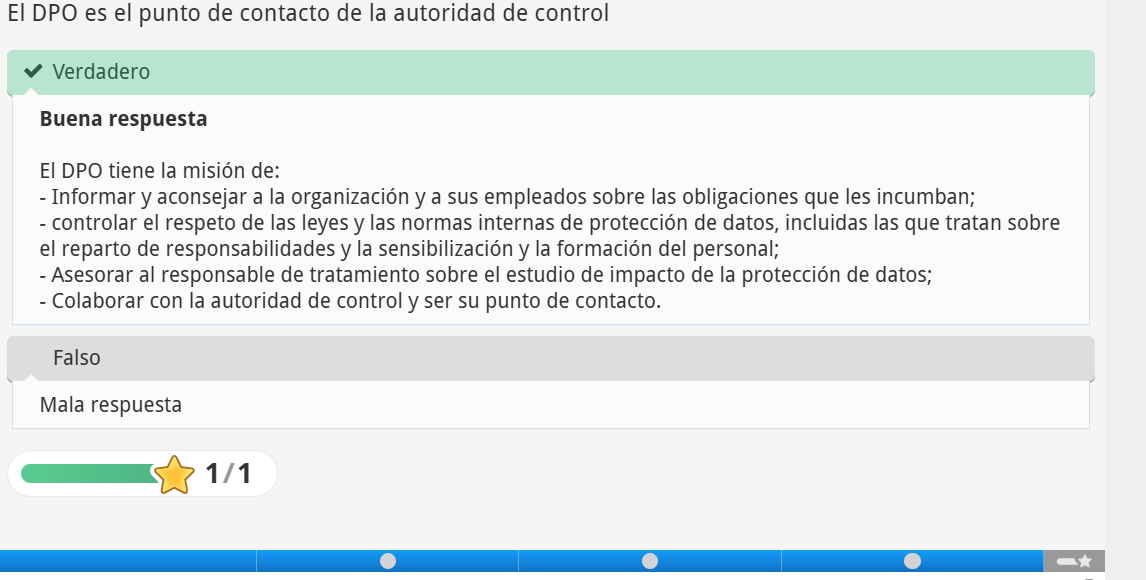 El DPO es el punto de contacto de la autoridad de control
Verdadero
Buena respuesta
El DPO tiene la misión de:
- Informar y aconsejar a la organización y a sus empleados sobre las obligaciones que les incumban;
- controlar el respeto de las leyes y las normas internas de protección de datos, incluidas las que tratan sobre
el reparto de responsabilidades y la sensibilización y la formación del personal;
- Asesorar al responsable de tratamiento sobre el estudio de impacto de la protección de datos;
- Colaborar con la autoridad de control y ser su punto de contacto.
Falso
Mala respuesta
1/1